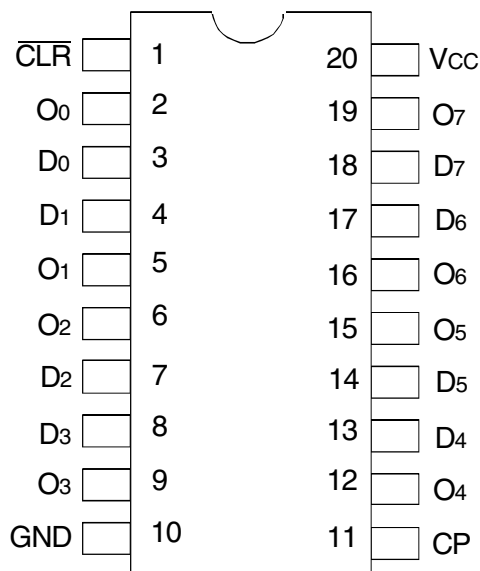 C̅L̅R̅ 1 20 VCC
O0 2 19 O7
D0 3 18 D7
D1 4 17 D6
O1 5 16 O6
O2 6 15 O5
D2 7 14 D5
D3 8 13 D4
O3 9 12 O4
GND 10 11 CP